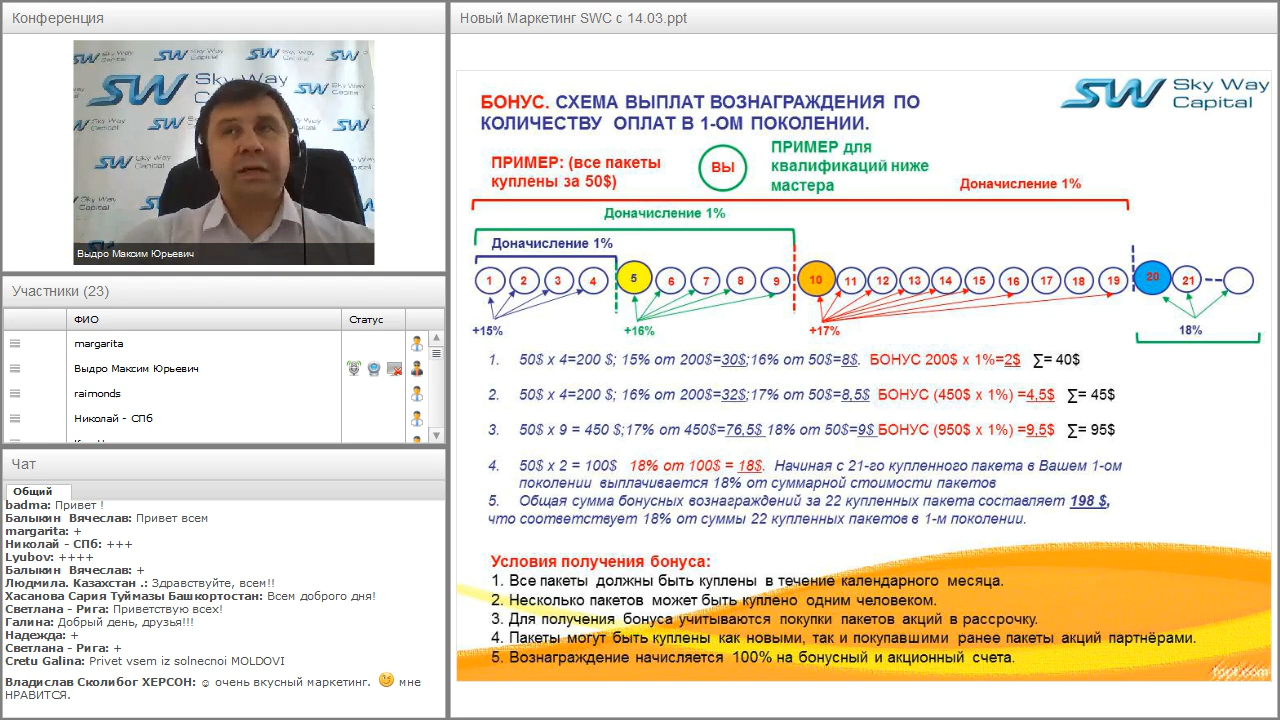 Конференция
SW Sky Way Capital
Выдро Максим Юрьевич
Участники (23)
ФИО Статус
margarita
Выдро Максим Юрьевич
raimonds
Николай - СПб
Чат
Общий
badma: Привет !
Балыкин Вячеслав: Привет всем
margarita: +
Николай - СПб: +++
Lyubov: ++++
Балыкин Вячеслав: +
Людмила. Казахстан .: Здравствуйте, всем!!
Хасанова Сария Туймазы Башкортостан: Всем доброго дня!
Светлана - Рига: Приветствую всех!
Галина: Добрый день, друзья!!!
Надежда: +
Светлана - Рига: +
Cretu Galina: Privet vsem iz solnecnoi MOLDOVI
Владислав Сколибог ХЕРСОН: ☺ очень вкусный маркетинг. 😉 мне
НРАВИТСЯ.
Новый Маркетинг SWC с 14.03.ppt
SW Sky Way
Capital
БОНУС. СХЕМА ВЫПЛАТ ВОЗНАГРАЖДЕНИЯ ПО
КОЛИЧЕСТВУ ОПЛАТ В 1-ОМ ПОКОЛЕНИИ.
ПРИМЕР: (все пакеты
куплены за 50$)
ВЫ
ПРИМЕР для
квалификаций ниже
мастера
Доначисление 1%
Доначисление 1%
Доначисление 1%
1 2 3 4 5 6 7 8 9 10 11 12 13 14 15 16 17 18 19 20 21
+15% +16% +17% 18%
1. 50$ x 4=200 $; 15% от 200$=30$;16% от 50$=8$. БОНУС 200$ x 1%=2$ ∑= 40$
2. 50$ x 4=200 $; 16% от 200$=32$;17% от 50$=8,5$ БОНУС (450$ x 1%) =4,5$ ∑= 45$
3. 50$ x 9 = 450 $;17% от 450$=76,5$ 18% от 50$=9$ БОНУС (950$ x 1%) =9,5$ ∑= 95$
4. 50$ x 2 = 100$ 18% от 100$ = 18$. Начиная с 21-го купленного пакета в Вашем 1-ом
поколении выплачивается 18% от суммарной стоимости пакетов
5. Общая сумма бонусных вознаграждений за 22 купленных пакета составляет 198 $,
что соответствует 18% от суммы 22 купленных пакетов в 1-м поколении.
Условия получения бонуса:
1. Все пакеты должны быть куплены в течение календарного месяца.
2. Несколько пакетов может быть куплено одним человеком.
3. Для получения бонуса учитываются покупки пакетов акций в рассрочку.
4. Пакеты могут быть куплены как новыми, так и покупавшими ранее пакеты акций партнёрами.
5. Вознаграждение начисляется 100% на бонусный и акционный счета.